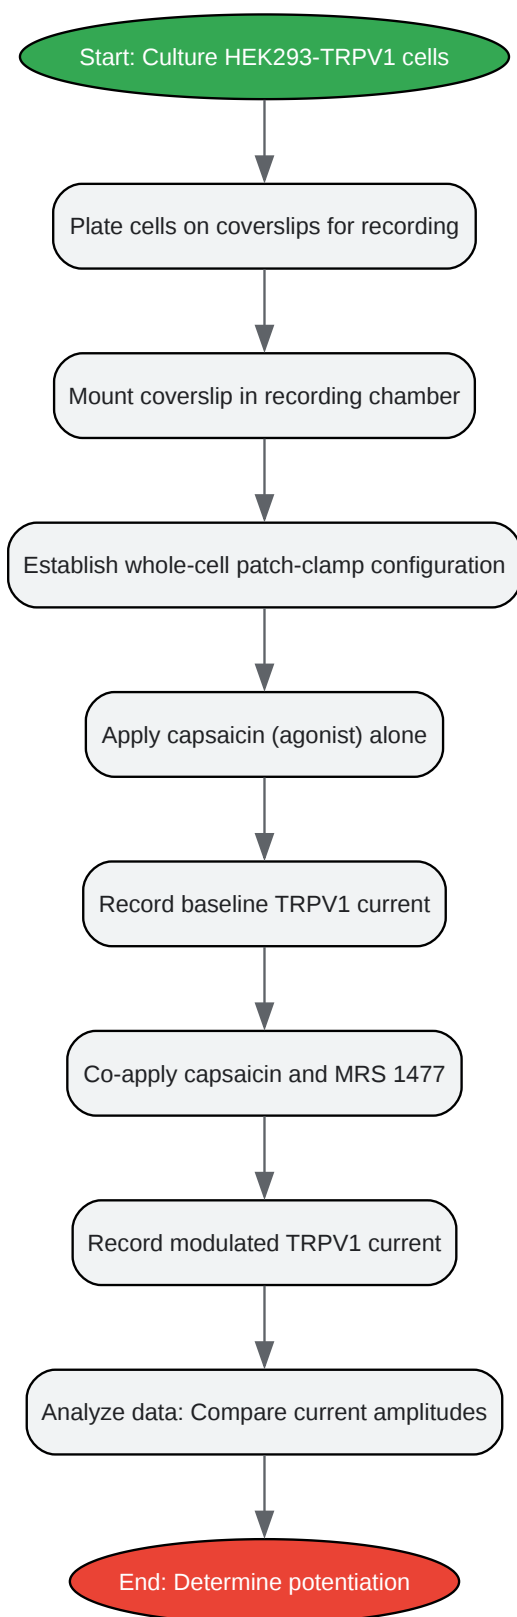 Start: Culture HEK293-TRPV1 cells
Plate cells on coverslips for recording
Mount coverslip in recording chamber
Establish whole-cell patch-clamp configuration
Apply capsaicin (agonist) alone
Record baseline TRPV1 current
Co-apply capsaicin and MRS 1477
Record modulated TRPV1 current
Analyze data: Compare current amplitudes
End: Determine potentiation